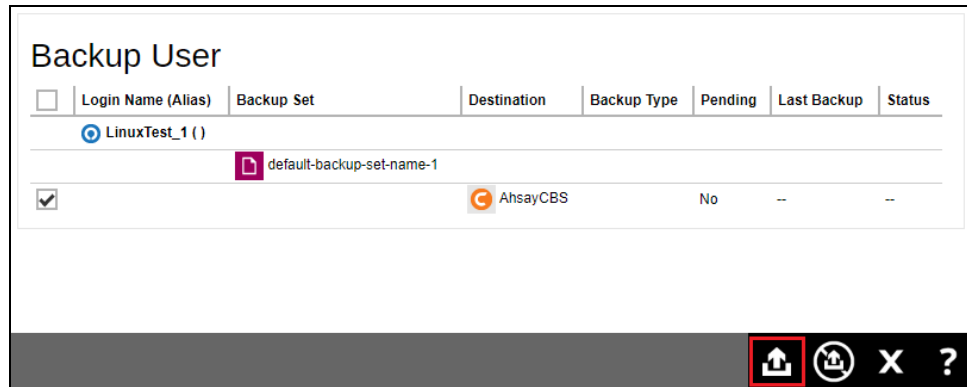 Backup User
Login Name (Alias) Backup Set Destination Backup Type Pending Last Backup Status
LinuxTest_1 ( )
default-backup-set-name-1
AhsayCBS No -- --
X ?